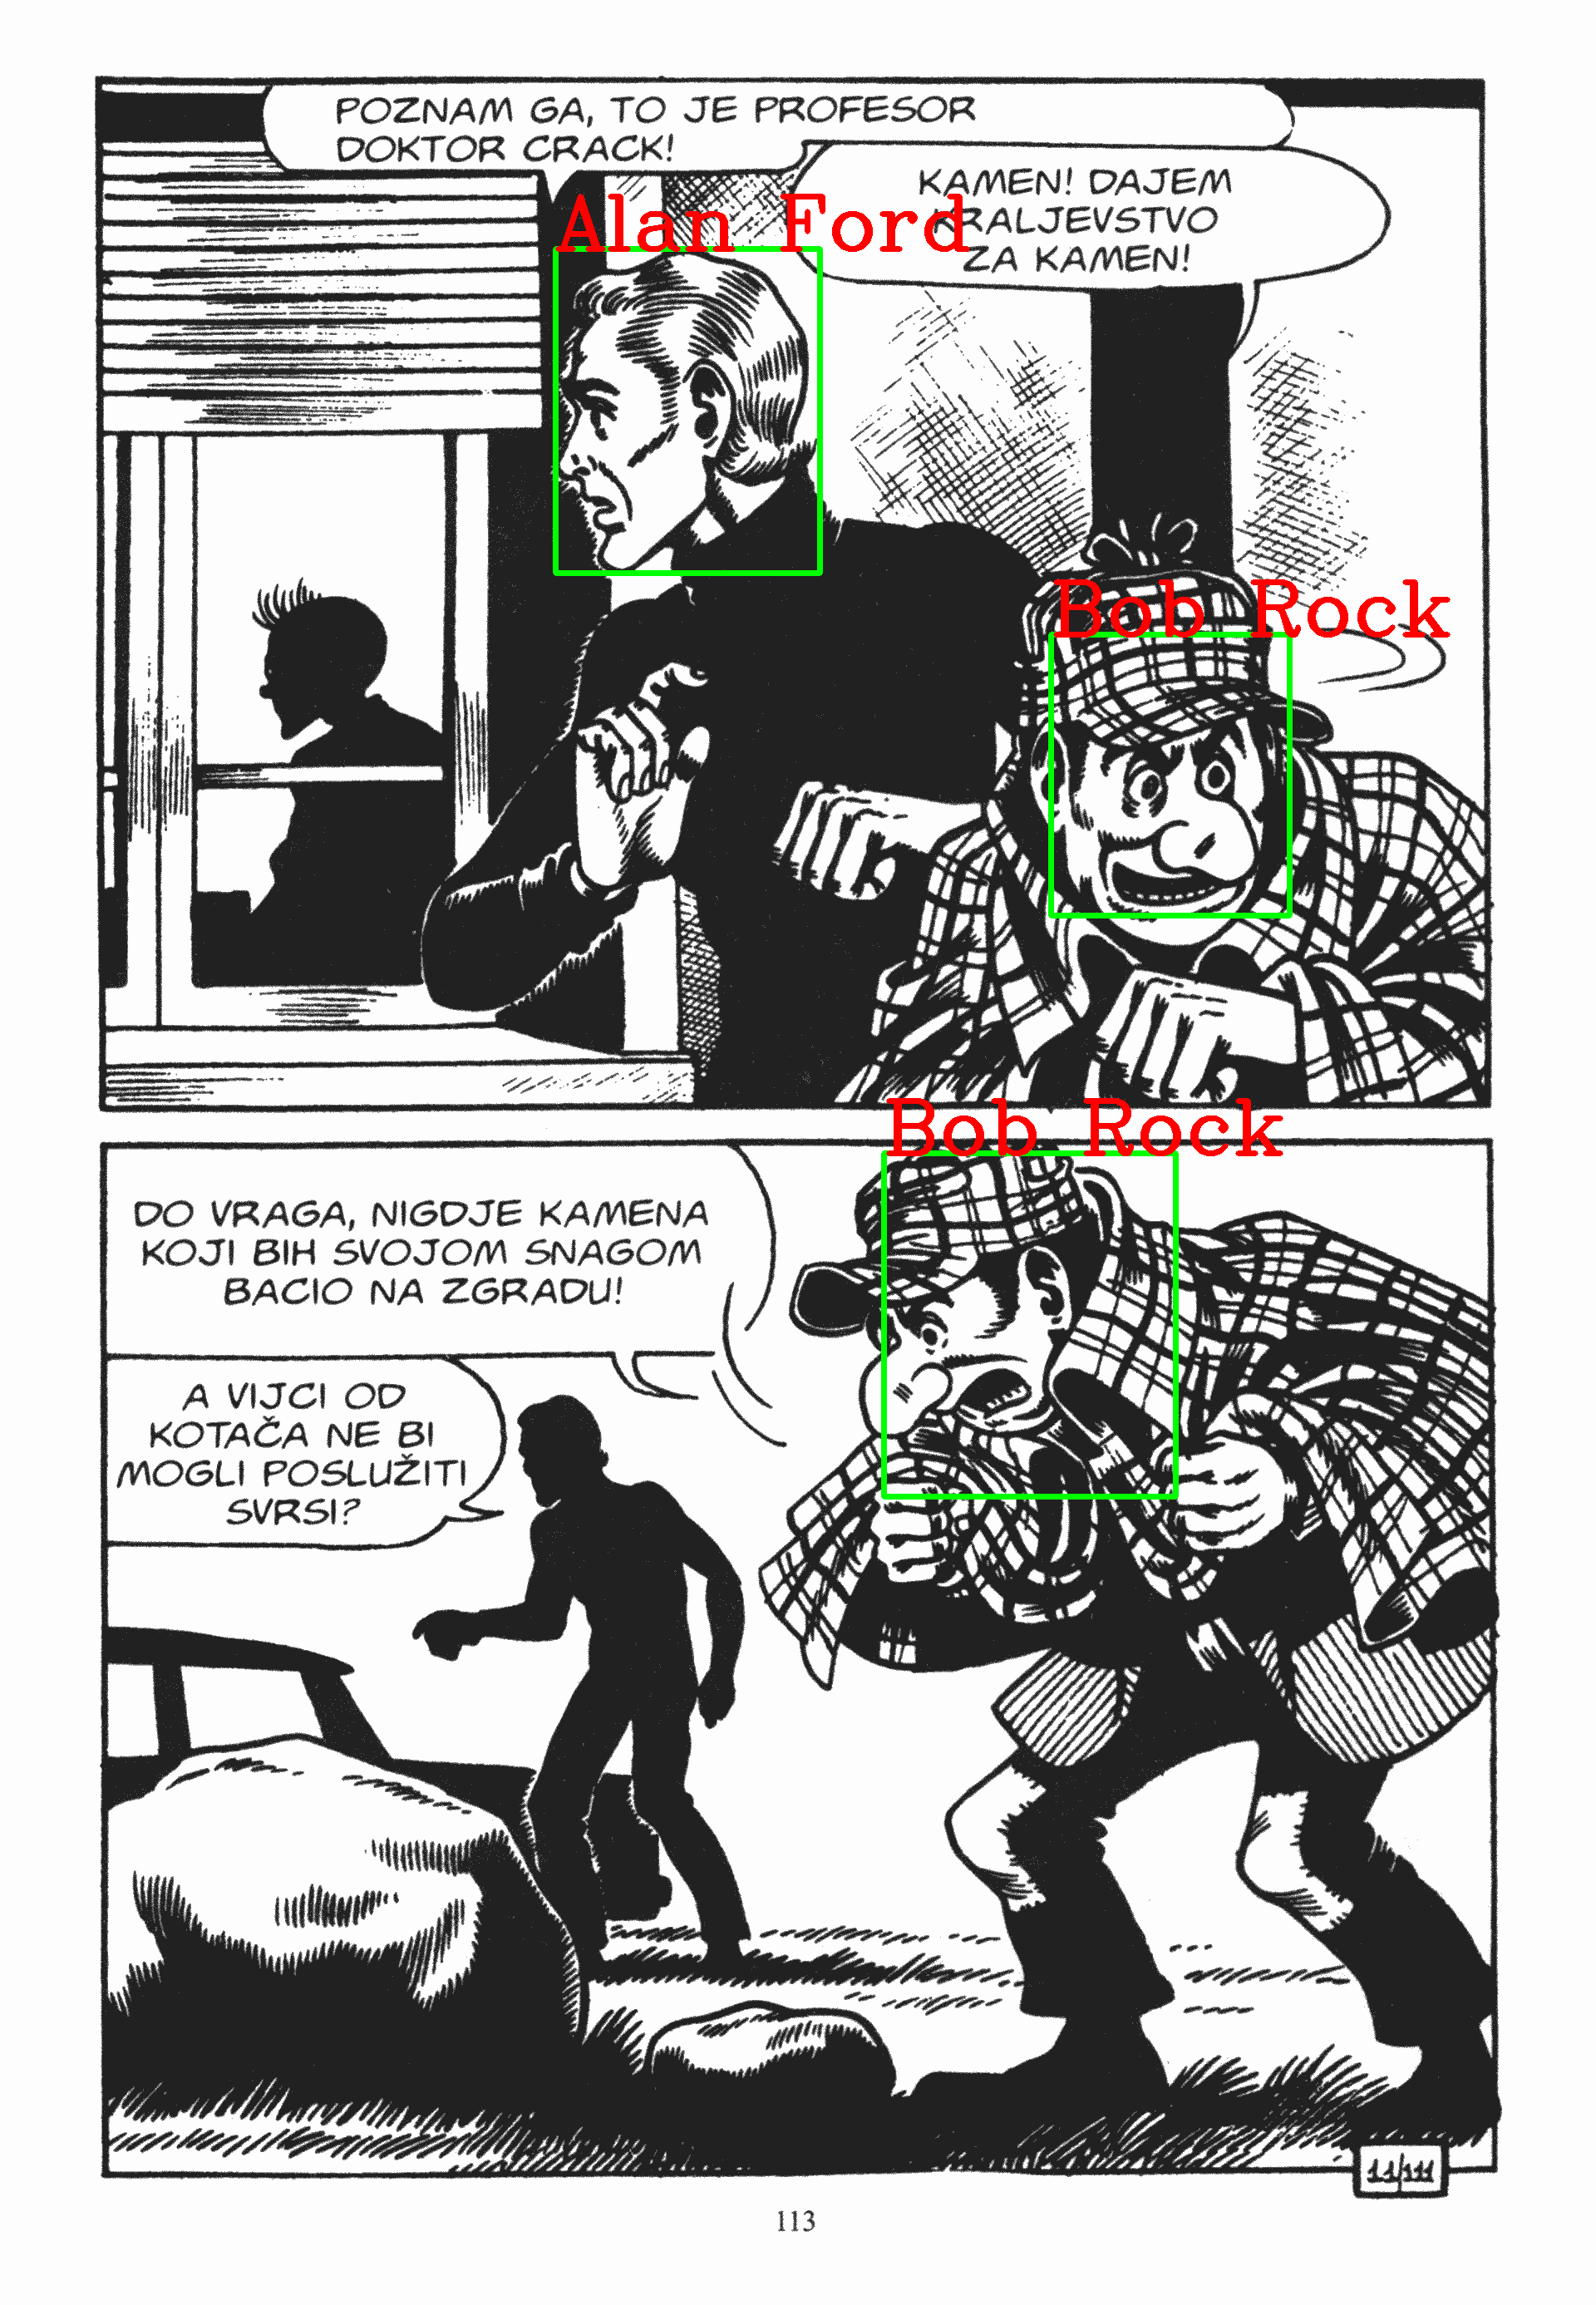 POZNAM GA, TO JE PROFESOR
DOKTOR CRACK!
KAMEN! DAJEM
KRALJEVSTVO
ZA KAMEN!
Alan Ford
Bob Rock
Bob Rock
DO VRAGA, NIGDJE KAMENA
KOJI BIH SVOJOM SNAGOM
BACIO NA ZGRADU!
A VIJCI OD
KOTAČA NE BI
MOGLI POSLUŽITI
SVRSI?
11/111
113